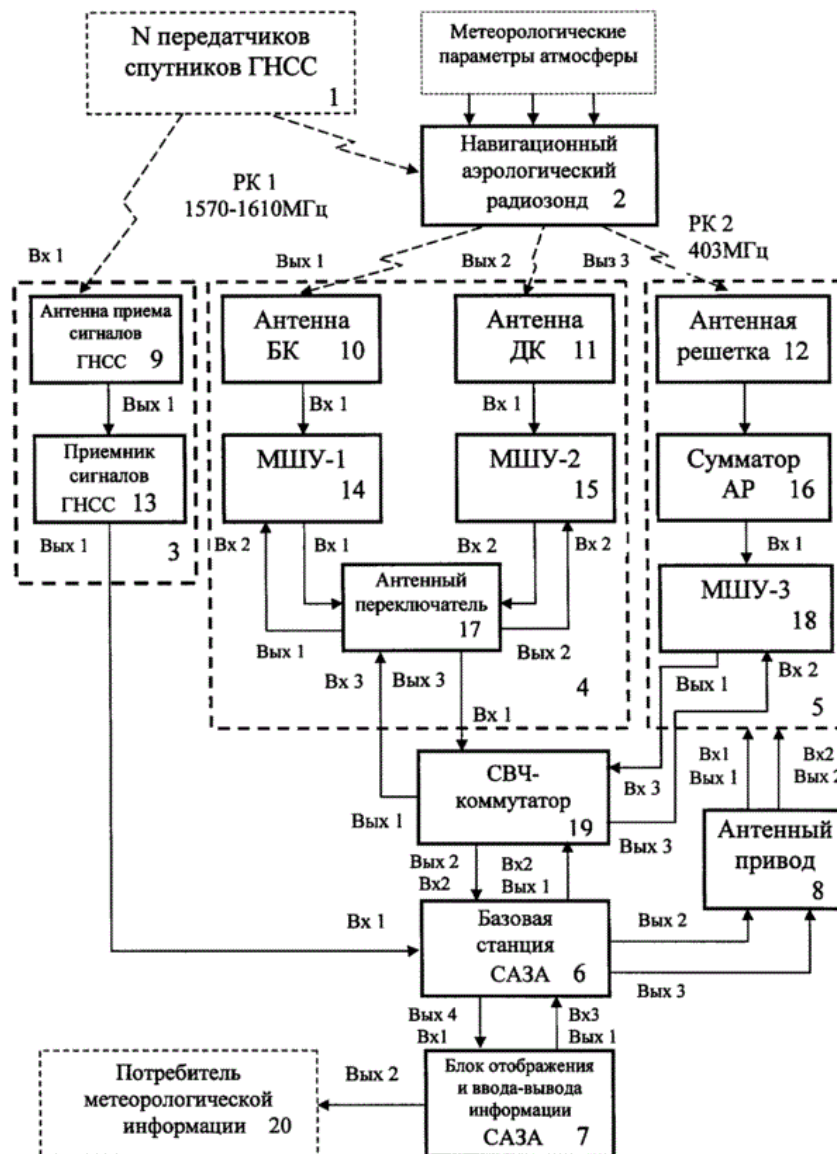 N передатчиков
спутников ГНСС
1
Метеорологические
параметры атмосферы
Навигационный
аэрологический
радиозонд 2
РК 1
1570-1610МГц
РК 2
403МГц
Вх 1
Вых 1
Вых 2
Выз 3
Антенна приема
сигналов
ГНСС 9
Антенна
БК 10
Антенна
ДК 11
Антенная
решетка 12
Вых 1
Вх 1
Вх 1
Приемник
сигналов
ГНСС 13
МШУ-1
14
МШУ-2
15
Сумматор
АР 16
Вых 1
3
Вх 2
Вх 1
Вх 2
Вх 2
Вх 1
Антенный
переключатель
17
МШУ-3
18
Вых 1
Вых 2
Вх 3
Вых 3
4
Вых 1
Вх 2
5
Вх 1
Вх1
Вых 1
Вх2
Вых 2
СВЧ-
коммутатор
19
Вх 3
Вых 1
Вых 3
Антенный
привод
8
Вых 2
Вх2
Вх2
Вых 1
Вх 1
Базовая
станция
САЗА 6
Вых 2
Вых 3
Вых 4
Вх1
Вх3
Вых 1
Потребитель
метеорологической
информации 20
Вых 2
Блок отображения
и ввода-вывода
информации
САЗА 7